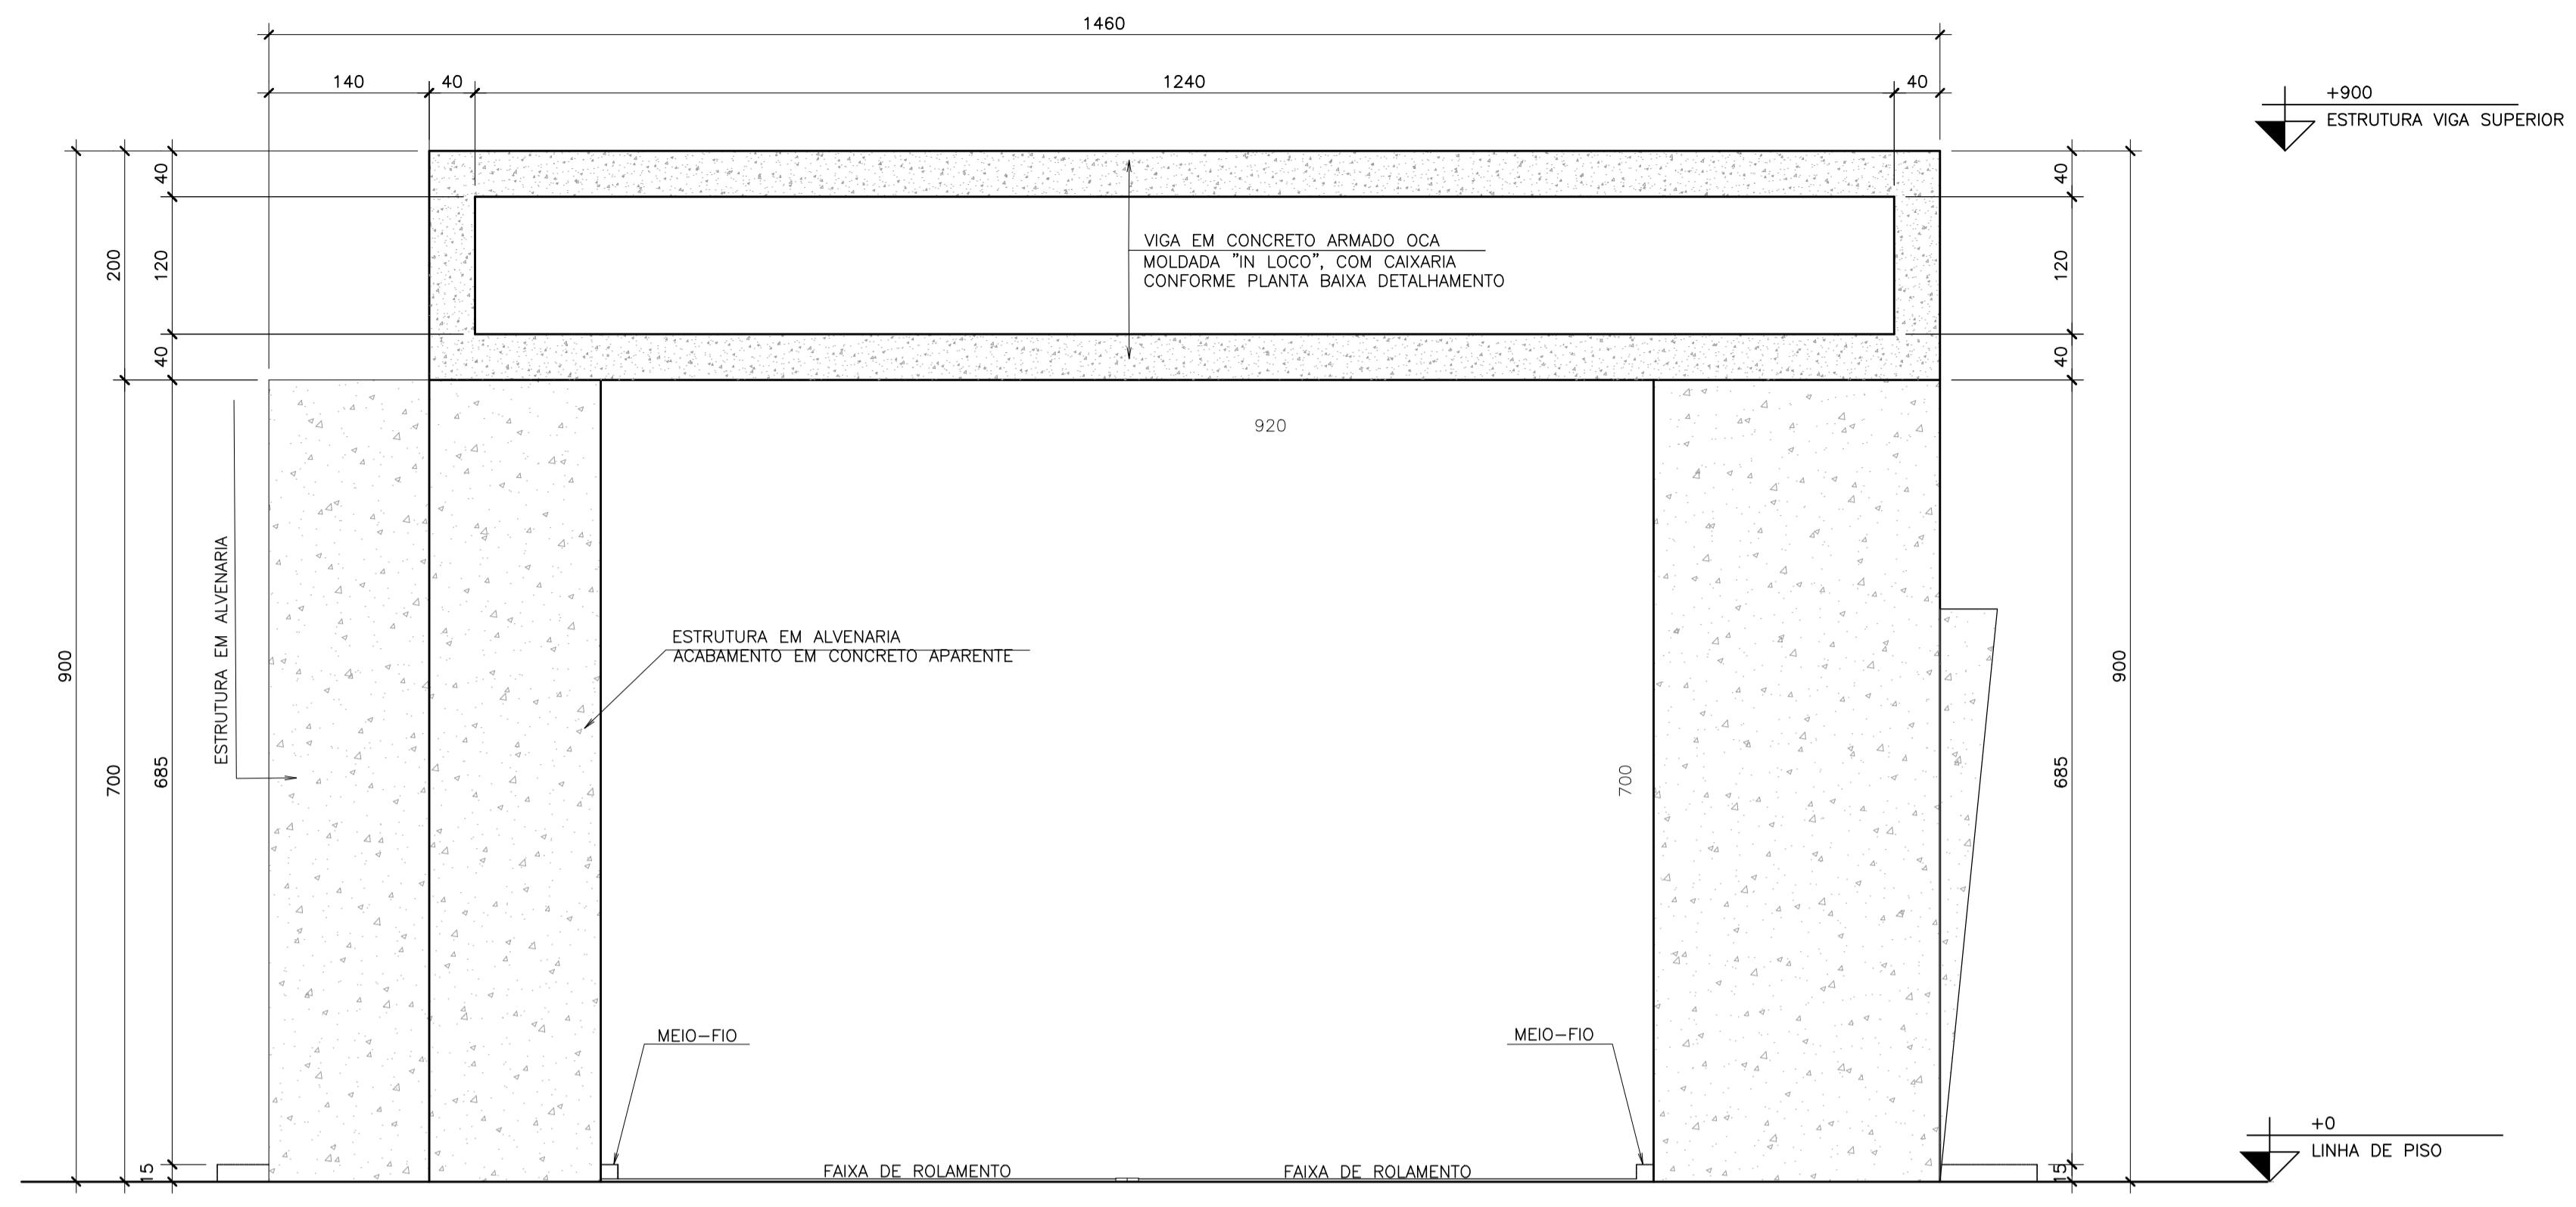 1460
140
40
1240
40
+900
ESTRUTURA VIGA SUPERIOR
40
40
VIGA EM CONCRETO ARMADO OCA
MOLDADA "IN LOCO", COM CAIXARIA
CONFORME PLANTA BAIXA DETALHAMENTO
200
120
120
40
40
920
ESTRUTURA EM ALVENARIA
ESTRUTURA EM ALVENARIA
ACABAMENTO EM CONCRETO APARENTE
900
900
700
685
700
685
MEIO-FIO
MEIO-FIO
+0
LINHA DE PISO
15
FAIXA DE ROLAMENTO
FAIXA DE ROLAMENTO
15